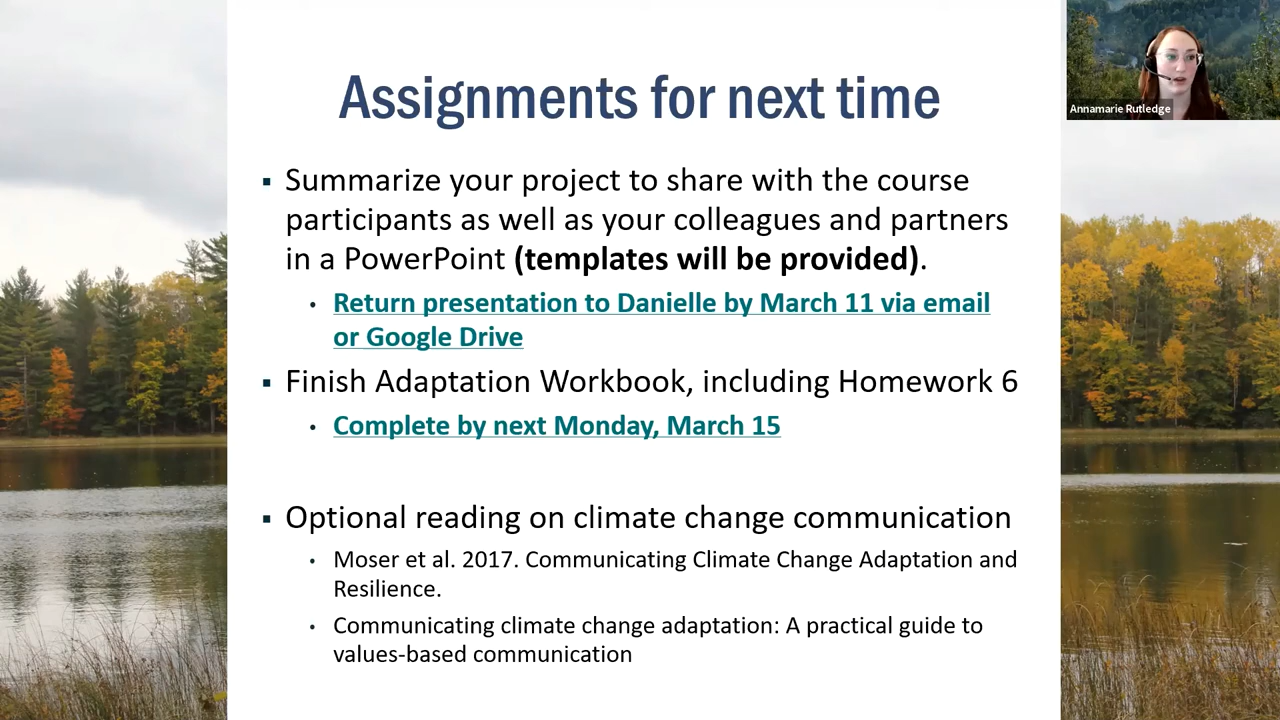 Assignments for next time
Annamarie Rutledge
▪ Summarize your project to share with the course
participants as well as your colleagues and partners
in a PowerPoint (templates will be provided).
• Return presentation to Danielle by March 11 via email
or Google Drive
▪ Finish Adaptation Workbook, including Homework 6
• Complete by next Monday, March 15
▪ Optional reading on climate change communication
• Moser et al. 2017. Communicating Climate Change Adaptation and
Resilience.
• Communicating climate change adaptation: A practical guide to
values-based communication